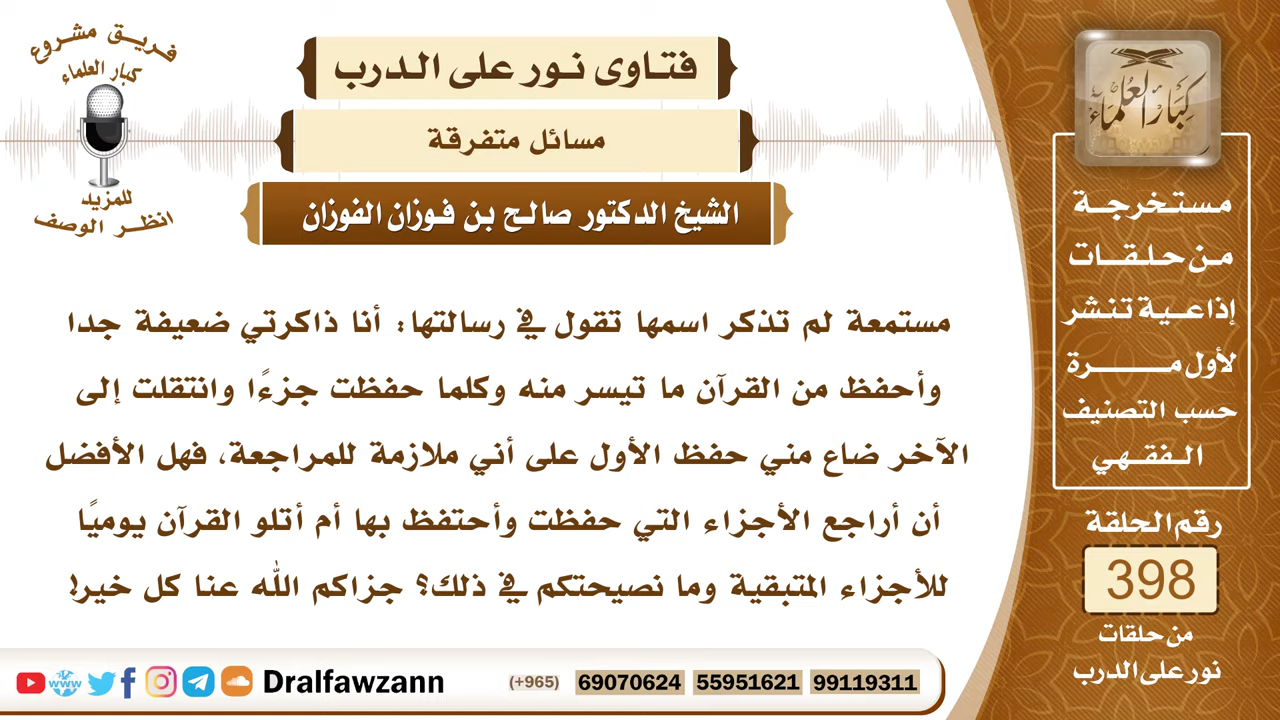 فريق مشروع
كبار العلماء
للمزيد
انظر الوصف
فتاوى نور على الدرب
مسائل متفرقة
الشيخ الدكتور صالح بن فوزان الفوزان
مستمعة لم تذكر اسمها تقول في رسالتها: أنا ذاكرتي ضعيفة جدا
وأحفظ من القرآن ما تيسر منه وكلما حفظت جزءًا وانتقلت إلى
الآخر ضاع مني حفظ الأول على أني ملازمة للمراجعة، فهل الأفضل
أن أراجع الأجزاء التي حفظت وأحتفظ بها أم أتلو القرآن يوميًا
للأجزاء المتبقية وما نصيحتكم في ذلك؟ جزاكم الله عنا كل خير!
كبار العلماء
مستخرجة
من حلقات
إذاعية تنشر
لأول مرة
حسب التصنيف
الفقهي
رقم الحلقة
398
من حلقات
نور على الدرب
www
Dralfawzann
(+965) 69070624 55951621 99119311